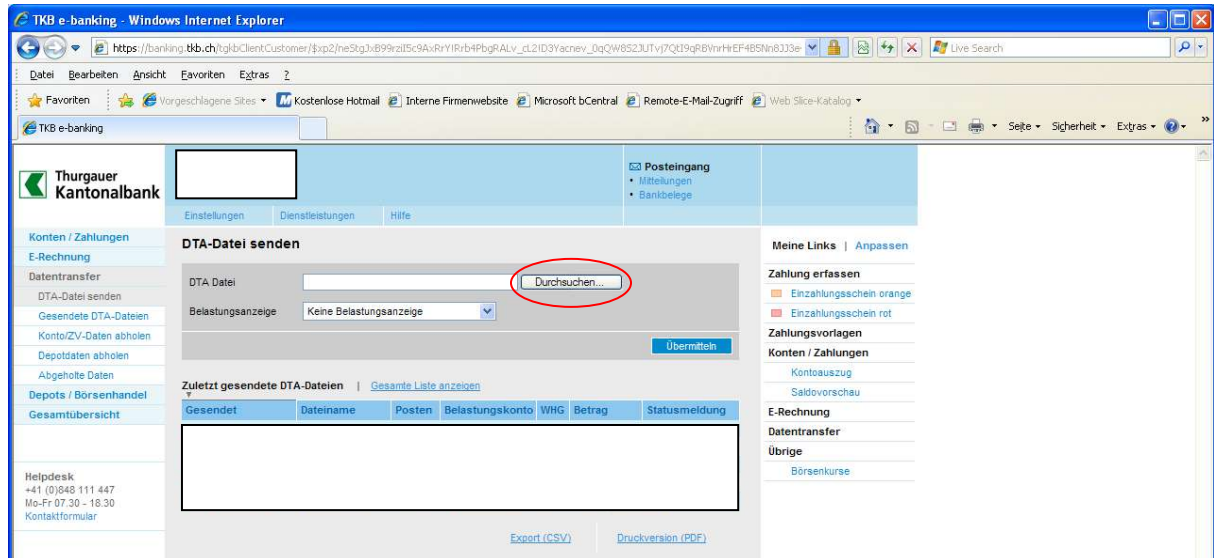 TKB e-banking - Windows Internet Explorer
Live Search
Datei Bearbeiten Ansicht Favoriten Extras ?
Favoriten Vorgeschlagene Sites Kostenlose Hotmail Interne Firmenwebsite Microsoft bCentral Remote-E-Mail-Zugriff Web Slice-Katalog
TKB e-banking
Seite Sicherheit Extras
Thurgauer
Kantonalbank
Posteingang
• Mitteilungen
• Bankbelege
Einstellungen Dienstleistungen Hilfe
Konten / Zahlungen
E-Rechnung
Datentransfer
DTA-Datei senden
Gesendete DTA-Dateien
Konto/ZV-Daten abholen
Depotdaten abholen
Abgeholte Daten
Depots / Börsenhandel
Gesamtübersicht
Helpdesk
+41 (0)848 111 447
Mo-Fr 07.30 - 18.30
Kontaktformular
DTA-Datei senden
DTA Datei Durchsuchen...
Belastungsanzeige Keine Belastungsanzeige
Übermitteln
Zuletzt gesendete DTA-Dateien | Gesamte Liste anzeigen
Gesendet Dateiname Posten Belastungskonto WHG Betrag Statusmeldung
Export (CSV) Druckversion (PDF)
Meine Links | Anpassen
Zahlung erfassen
Einzahlungsschein orange
Einzahlungsschein rot
Zahlungsvorlagen
Konten / Zahlungen
Kontoauszug
Saldovorschau
E-Rechnung
Datentransfer
Übrige
Börsenkurse